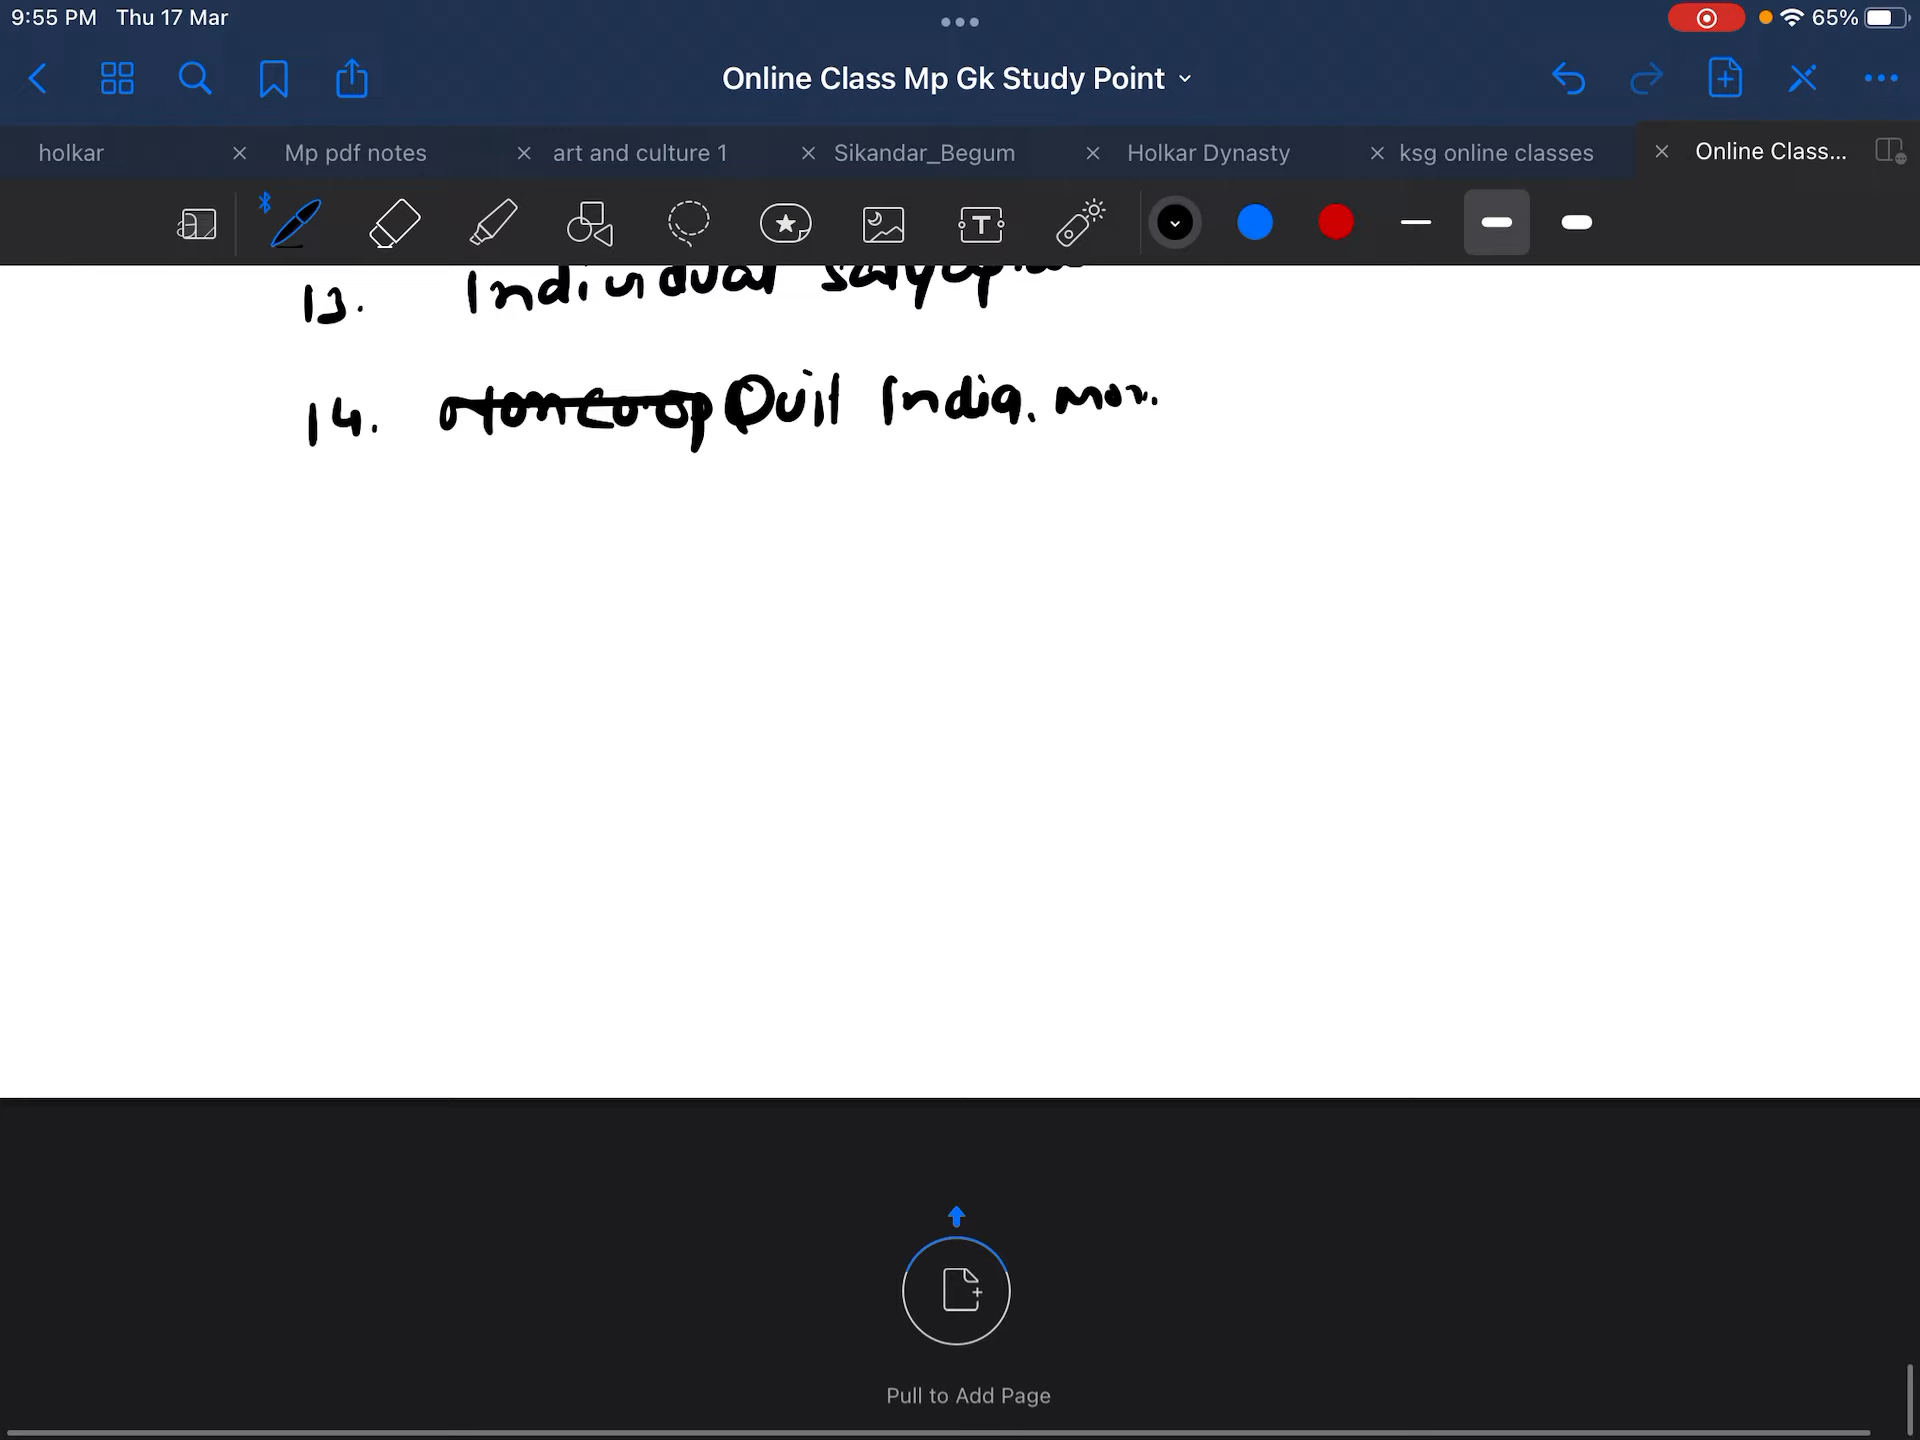 9:55 PM Thu 17 Mar 65%
Online Class Mp Gk Study Point
holkar Mp pdf notes art and culture 1 Sikandar_Begum Holkar Dynasty ksg online classes Online Class...
13. Individual
14. Quit India. mov.
Pull to Add Page